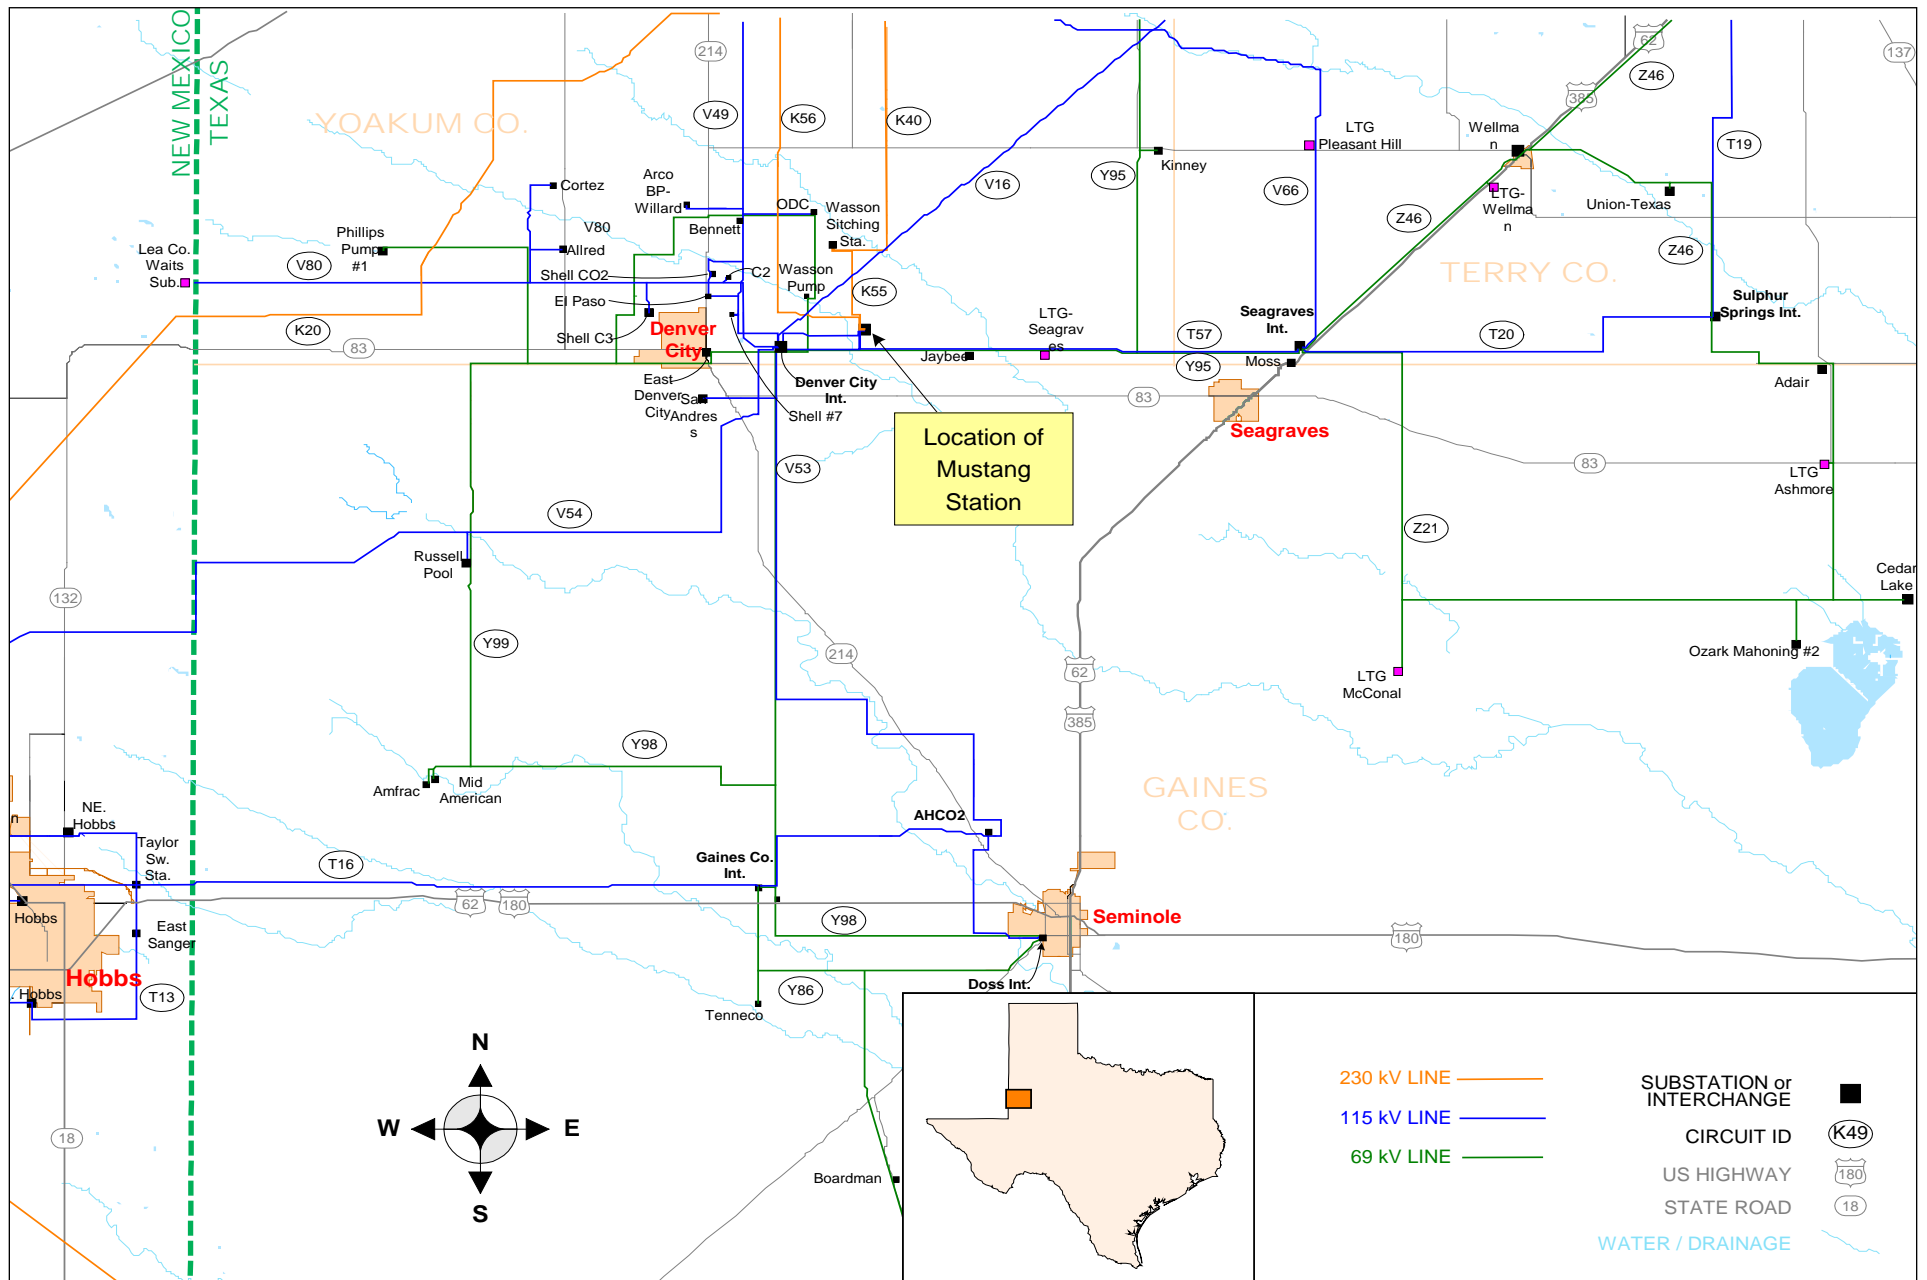 NEW MEXICO
TEXAS
YOAKUM CO.
214
V49
K56
K40
62
137
Z46
385
LTG
Pleasant Hill
Wellma
n
T19
Kinney
Y95
V16
V66
Cortez
V80
Allred
Arco
BP-
Willard
Bennett
ODC
Wasson
Sitching
Sta.
LTG-
Wellma
n
Z46
Union-Texas
Z46
Phillips
Pump
#1
Lea Co.
Waits
Sub.
V80
Shell CO2
C2
Wasson
Pump
El Paso
K55
TERRY CO.
Sulphur
Springs Int.
K20
Shell C3
Denver
City
LTG-
Seagrav
es
Seagraves
Int.
T57
T20
83
Jaybee
Y95
Moss
Adair
East
Denver
City
San
Andres
s
Denver City
Int.
Shell #7
83
Seagraves
Location of
Mustang
Station
V53
83
LTG
Ashmore
V54
Z21
Russell
Pool
Cedar
Lake
132
Y99
214
62
Ozark Mahoning #2
LTG
McConal
385
Y98
Amfrac
Mid
American
GAINES
CO.
n
NE.
Hobbs
AHCO2
Taylor
Sw.
Sta.
T16
Gaines Co.
Int.
62
180
Hobbs
East
Sanger
Y98
Seminole
180
Hobbs
Hobbs
T13
Doss Int.
Y86
Tenneco
N
W
E
S
18
Boardman
230 kV LINE
115 kV LINE
69 kV LINE
SUBSTATION or
INTERCHANGE
CIRCUIT ID
K49
US HIGHWAY
180
STATE ROAD
18
WATER / DRAINAGE